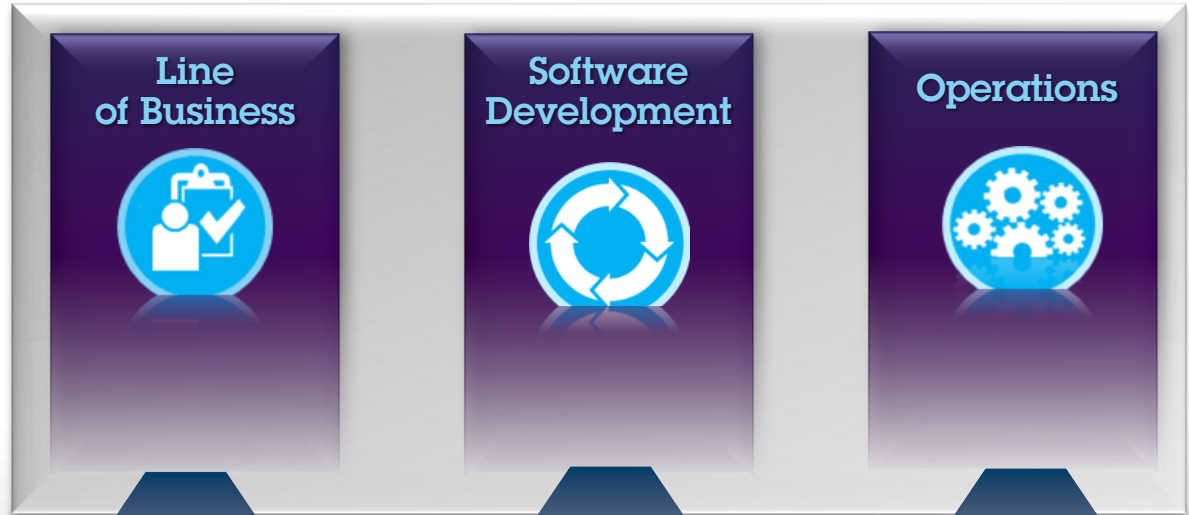 Line
of Business
Software
Development
Operations